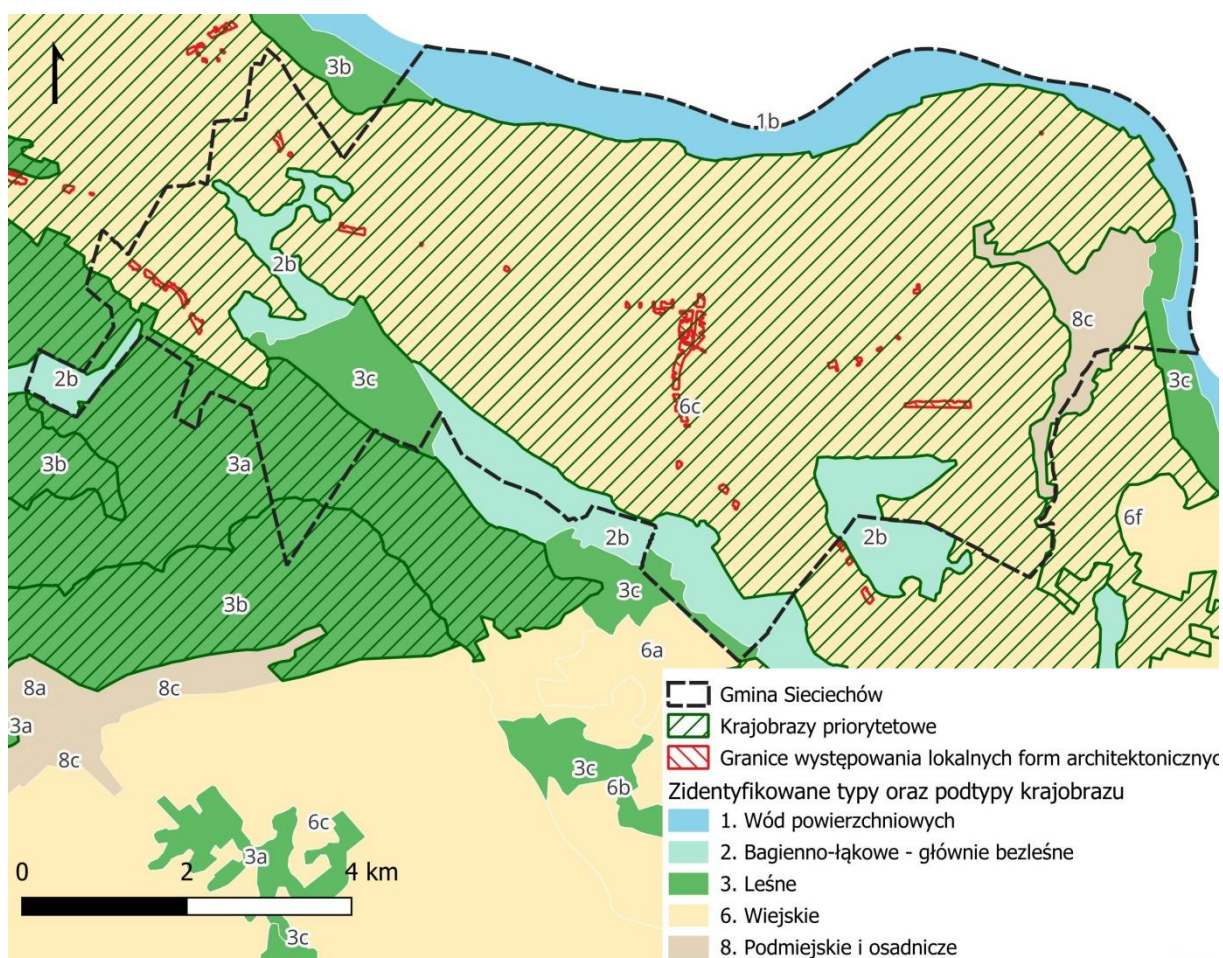 3b
1b
2b
8c
2b
3c
3c
6c
3b
3a
6f
2b
2b
3b
3c
6a
8a
8c
3a
8c
3c
6b
6c
3a
3c
0 2 4 km
Gmina Sieciechów
Krajobrazy priorytetowe
Granice występowania lokalnych form architektonicznyc
Zidentyfikowane typy oraz podtypy krajobrazu
1. Wód powierzchniowych
2. Bagienno-łąkowe - głównie bezleśne
3. Leśne
6. Wiejskie
8. Podmiejskie i osadnicze